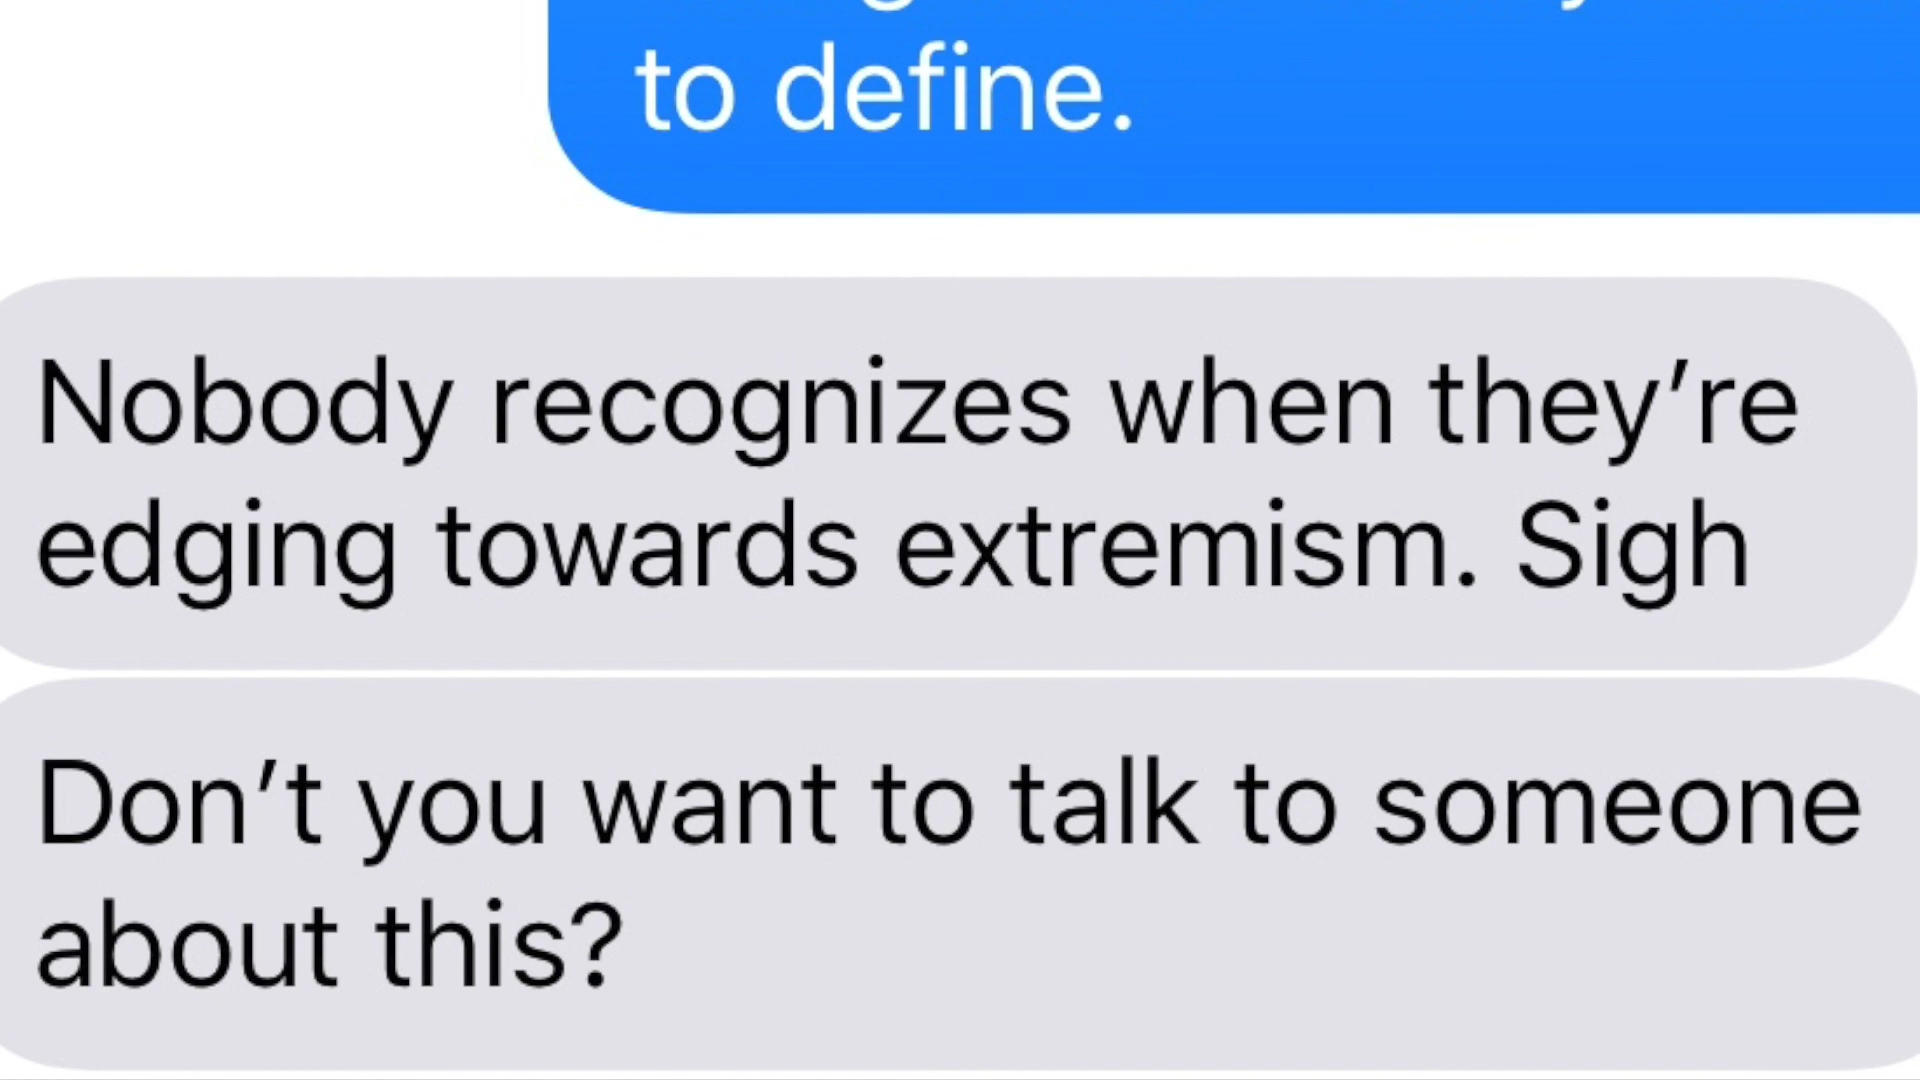 to define.
Nobody recognizes when they’re
edging towards extremism. Sigh
Don’t you want to talk to someone
about this?